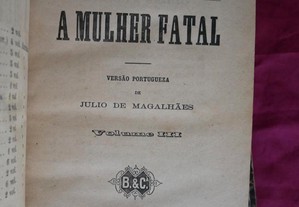 A MULHER FATAL
VERSÃO PORTUGUEZA
DE
JULIO DE MAGALHÃES
Volume III
B.&C.